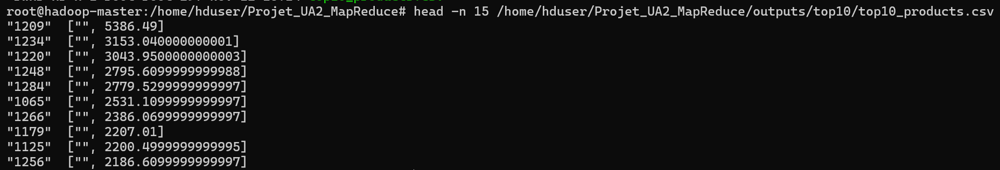 root@hadoop-master:/home/hduser/Projet_UA2_MapReduce# head -n 15 /home/hduser/Projet_UA2_MapReduce/outputs/top10/top10_products.csv
"1209"  ["", 5386.49]
"1234"  ["", 3153.040000000001]
"1220"  ["", 3043.9500000000003]
"1248"  ["", 2795.6099999999988]
"1284"  ["", 2779.5299999999997]
"1065"  ["", 2531.1099999999997]
"1266"  ["", 2386.0699999999997]
"1179"  ["", 2207.01]
"1125"  ["", 2200.4999999999995]
"1256"  ["", 2186.6099999999997]